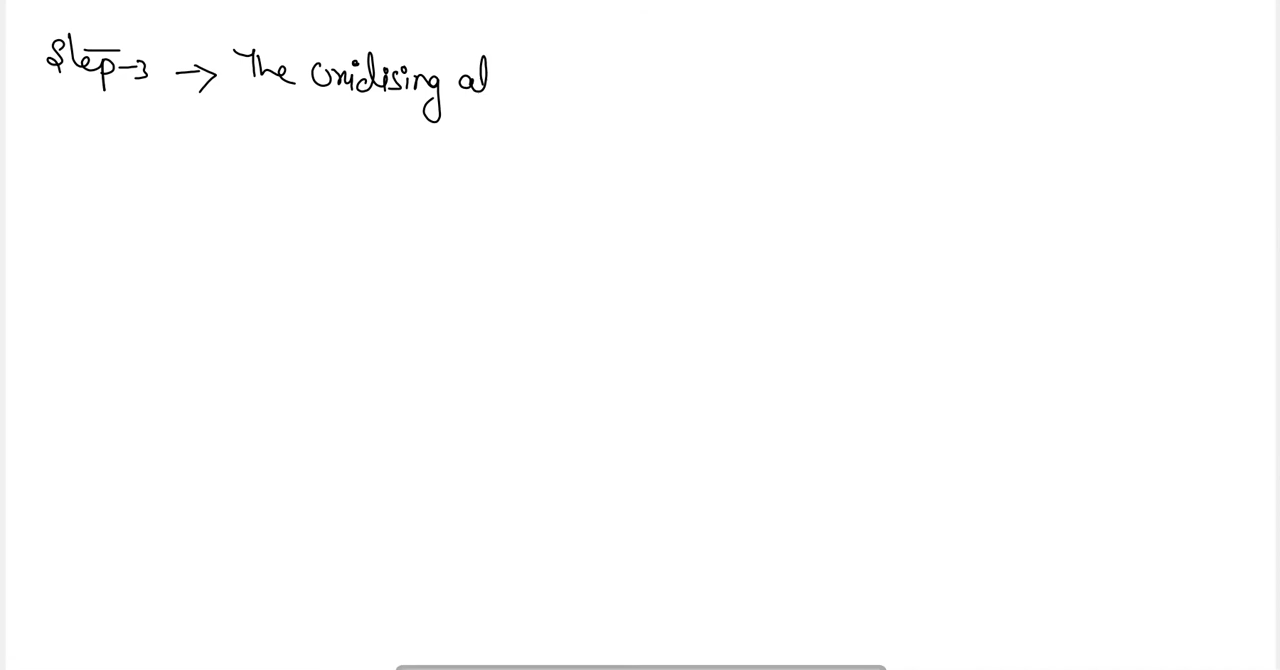 Step-3 → The oxidising al